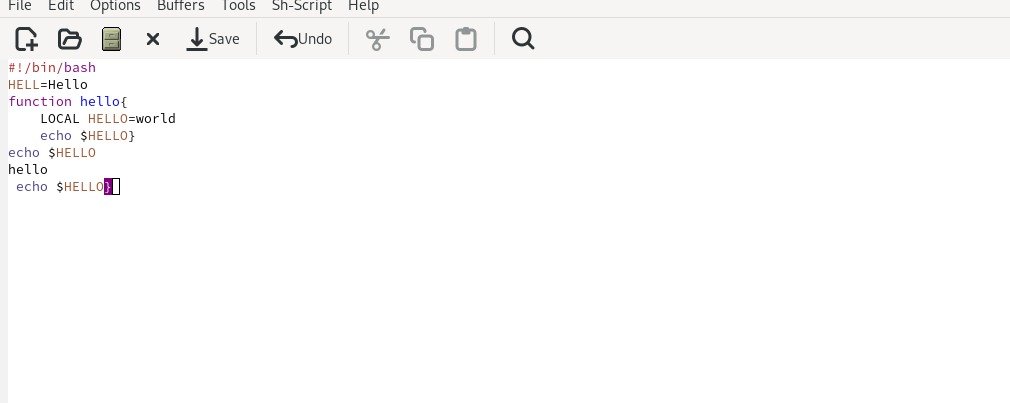 File Edit Options Buffers Tools Sh-Script Help
Save Undo
#!/bin/bash
HELL=Hello
function hello{
    LOCAL HELLO=world
    echo $HELLO}
echo $HELLO
hello
 echo $HELLO}